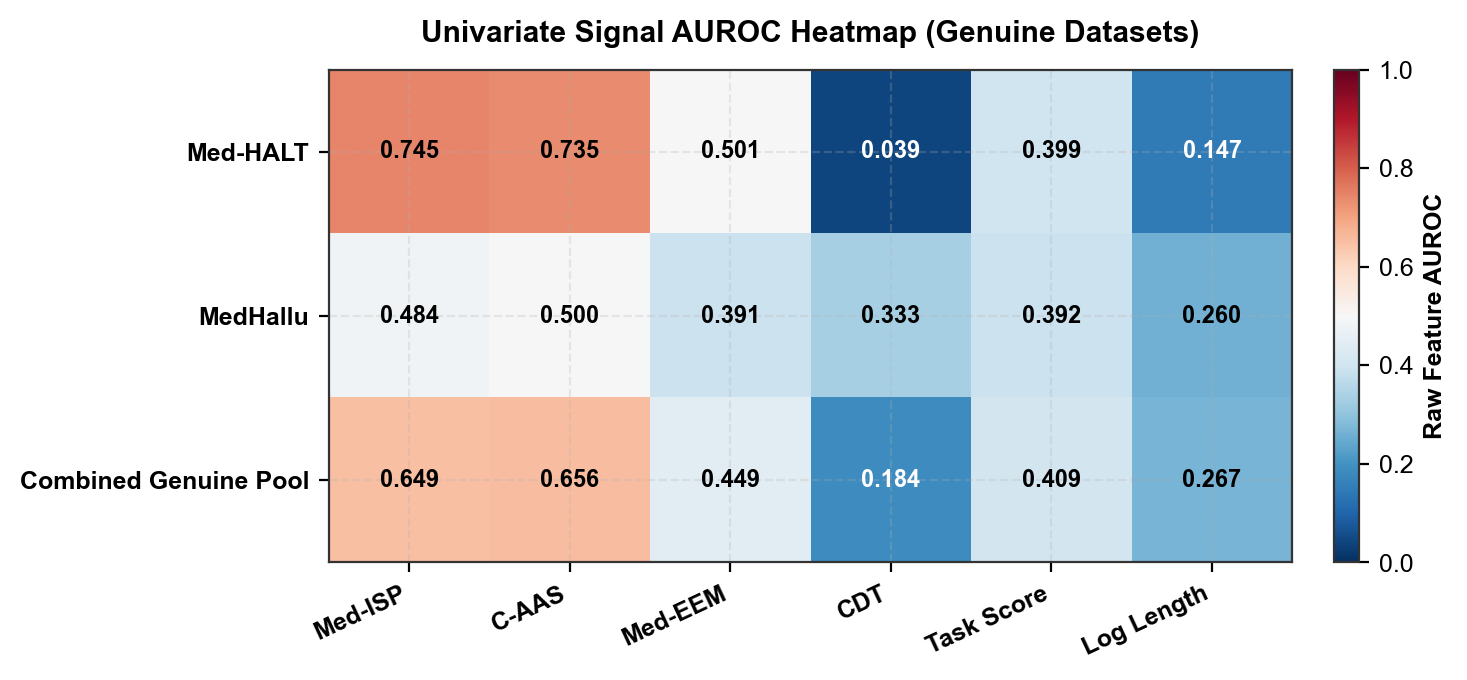 Univariate Signal AUROC Heatmap (Genuine Datasets)
Med-HALT 0.745 0.735 0.501 0.039 0.399 0.147
MedHallu 0.484 0.500 0.391 0.333 0.392 0.260
Combined Genuine Pool 0.649 0.656 0.449 0.184 0.409 0.267
Med-ISP C-AAS Med-EEM CDT Task Score Log Length
1.0
0.8
0.6
0.4
0.2
0.0
Raw Feature AUROC